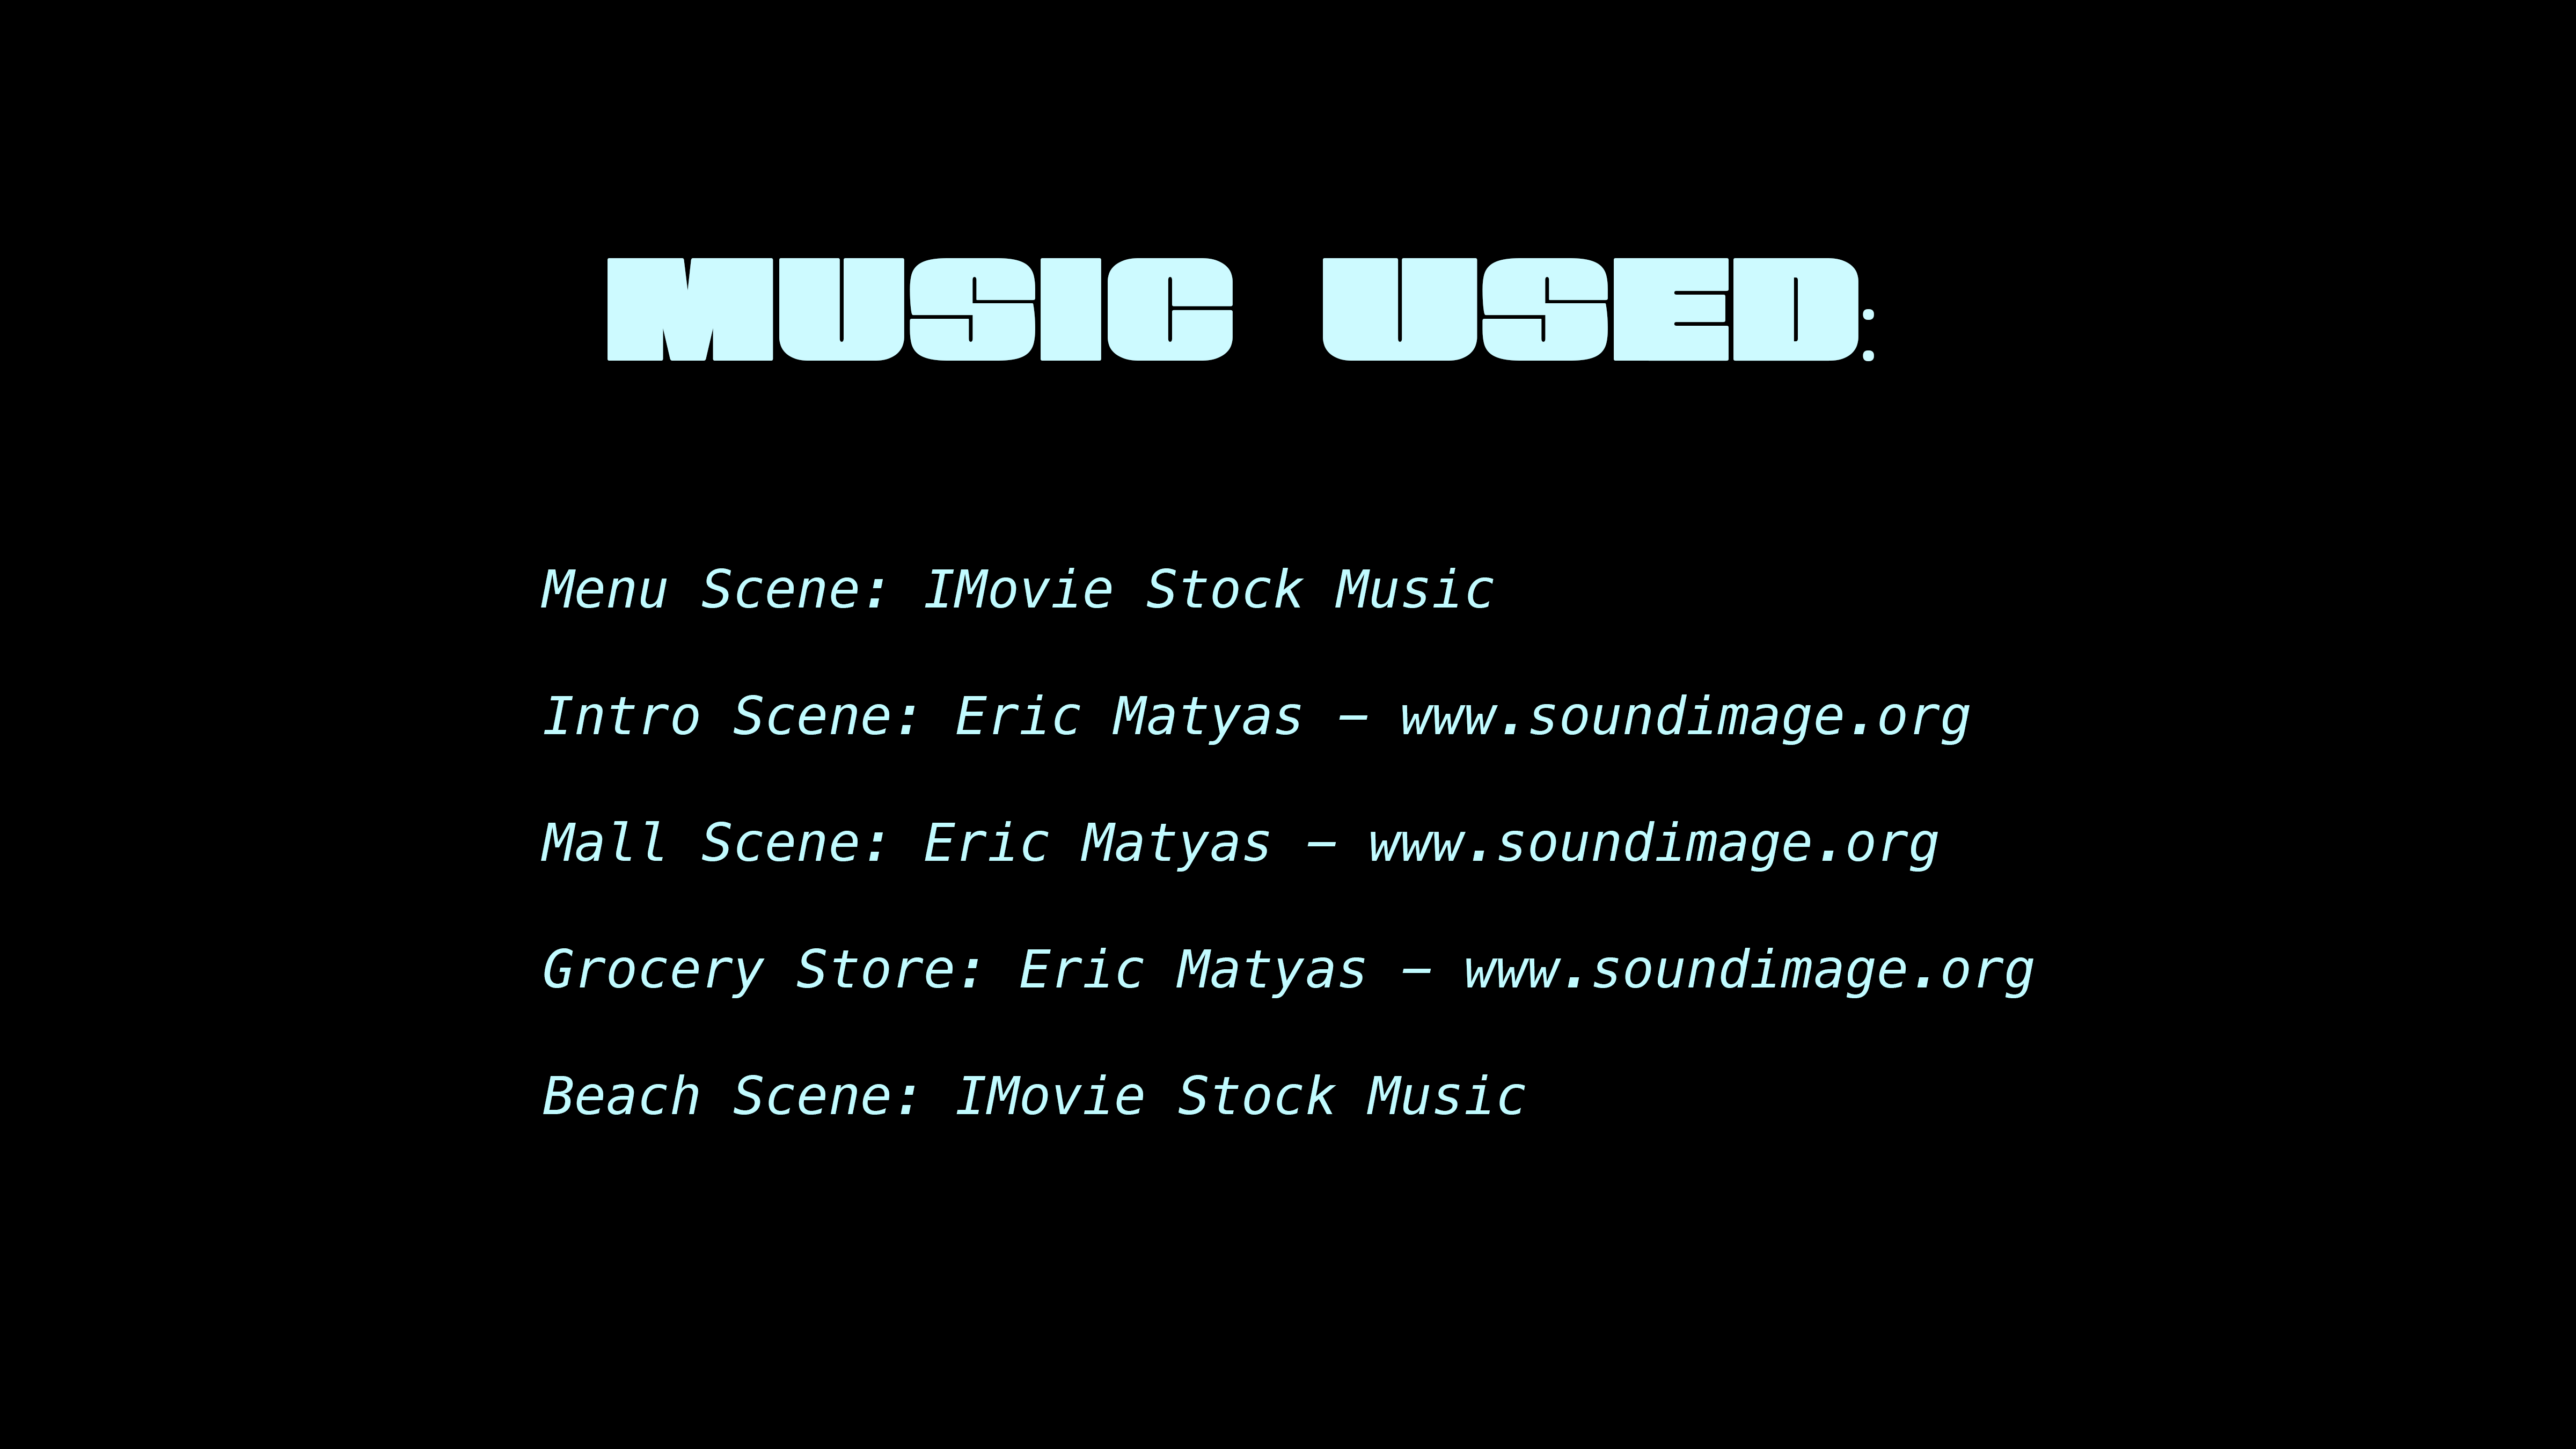 MUSIC USED:
Menu Scene: IMovie Stock Music
Intro Scene: Eric Matyas - www.soundimage.org
Mall Scene: Eric Matyas - www.soundimage.org
Grocery Store: Eric Matyas - www.soundimage.org
Beach Scene: IMovie Stock Music